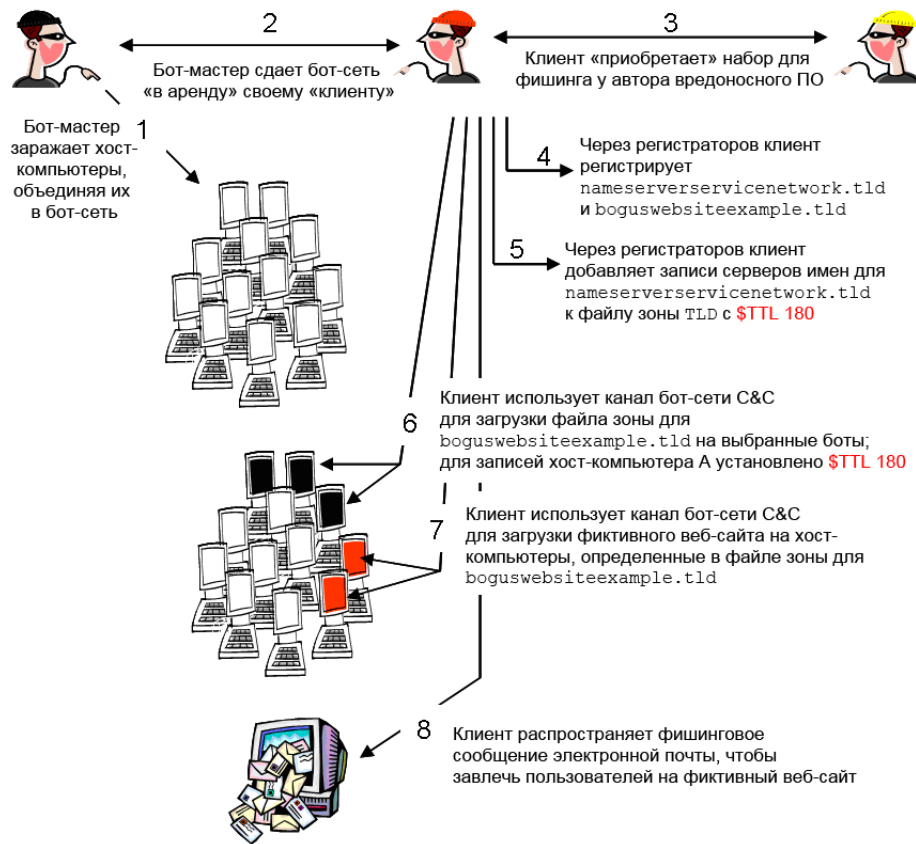 2
Бот-мастер сдает бот-сеть
«в аренду» своему «клиенту»
3
Клиент «приобретает» набор для
фишинга у автора вредоносного ПО
1
Бот-мастер
заражает хост-
компьютеры,
объединяя их
в бот-сеть
4
Через регистраторов клиент
регистрирует
nameserverservicenetwork.tld
и boguswebsiteexample.tld
5
Через регистраторов клиент
добавляет записи серверов имен для
nameserverservicenetwork.tld
к файлу зоны TLD с $TTL 180
6
Клиент использует канал бот-сети C&C
для загрузки файла зоны для
boguswebsiteexample.tld на выбранные боты;
для записей хост-компьютера А установлено $TTL 180
7
Клиент использует канал бот-сети C&C
для загрузки фиктивного веб-сайта на хост-
компьютеры, определенные в файле зоны для
boguswebsiteexample.tld
8
Клиент распространяет фишинговое
сообщение электронной почты, чтобы
завлечь пользователей на фиктивный веб-сайт